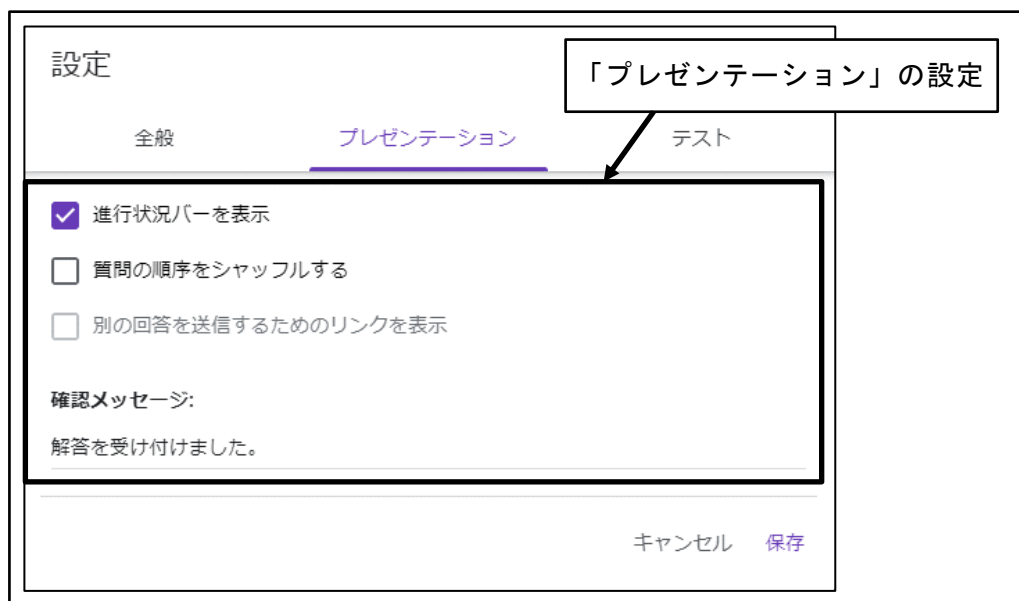 設定
「プレゼンテーション」の設定
全般
プレゼンテーション
テスト
進行状況バーを表示
質問の順序をシャッフルする
別の回答を送信するためのリンクを表示
確認メッセージ:
解答を受け付けました。
キャンセル
保存